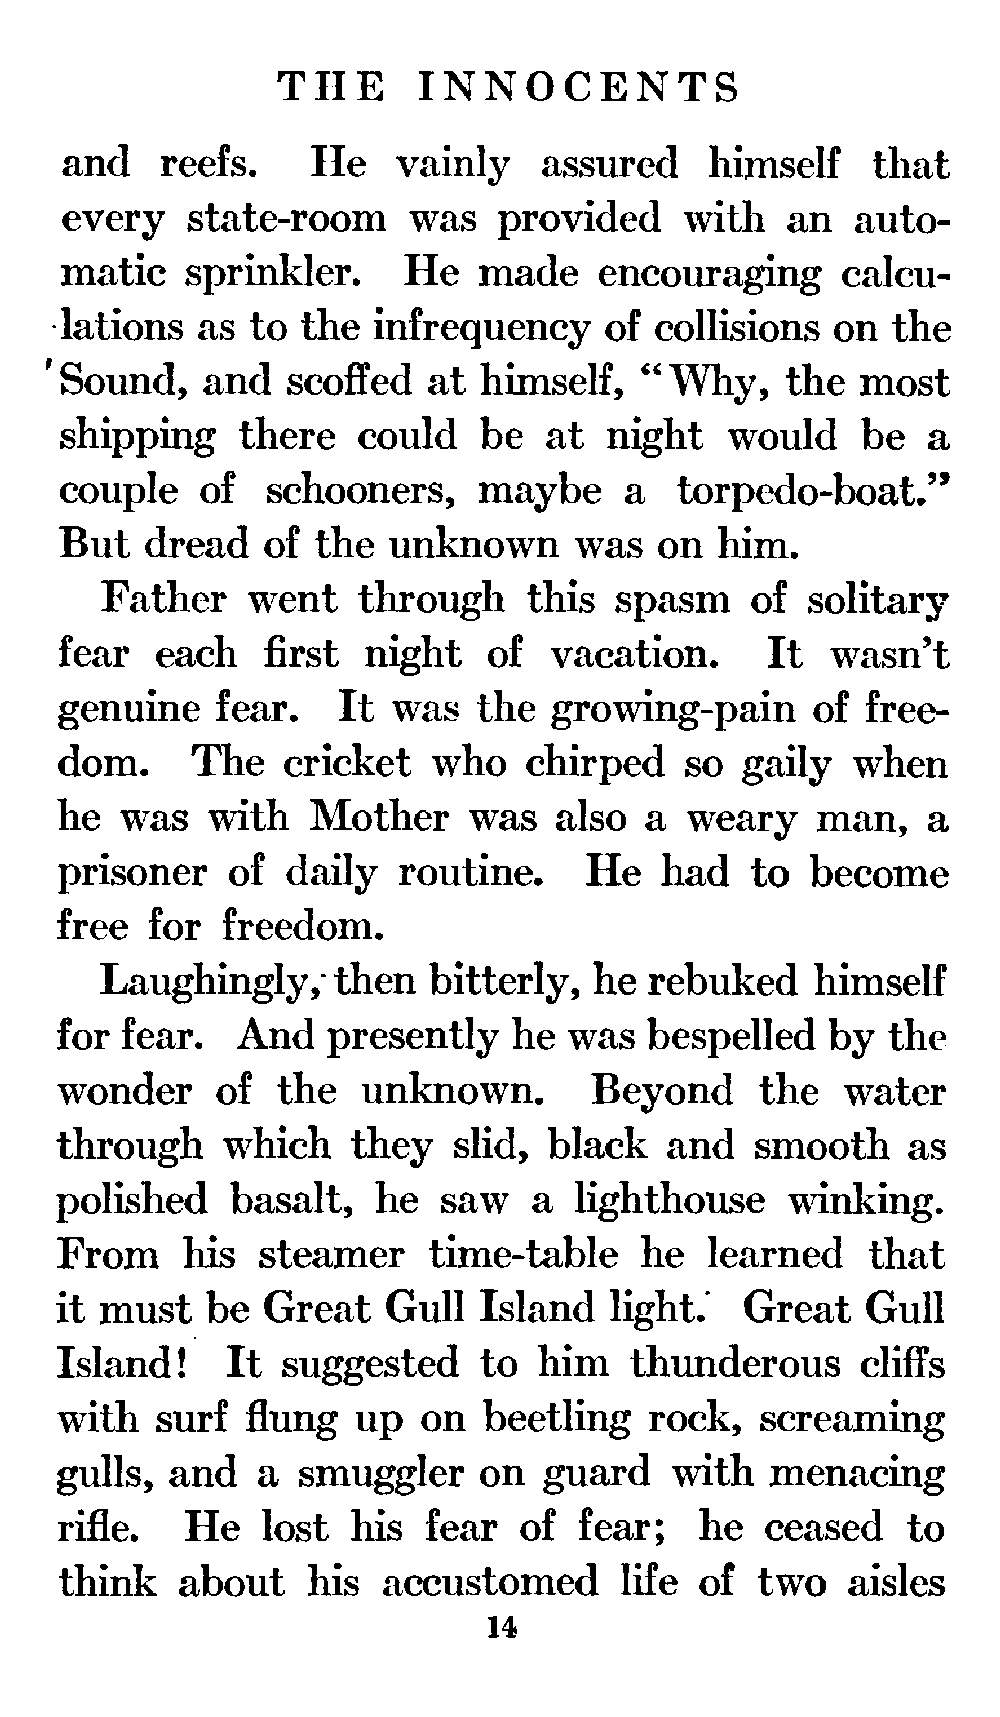 THE INNOCENTS
and reefs. He vainly assured himself that
every state-room was provided with an auto-
matic sprinkler. He made encouraging calcu-
lations as to the infrequency of collisions on the
Sound, and scoffed at himself, “Why, the most
shipping there could be at night would be a
couple of schooners, maybe a torpedo-boat.”
But dread of the unknown was on him.
Father went through this spasm of solitary
fear each first night of vacation. It wasn’t
genuine fear. It was the growing-pain of free-
dom. The cricket who chirped so gaily when
he was with Mother was also a weary man, a
prisoner of daily routine. He had to become
free for freedom.
Laughingly, then bitterly, he rebuked himself
for fear. And presently he was bespelled by the
wonder of the unknown. Beyond the water
through which they slid, black and smooth as
polished basalt, he saw a lighthouse winking.
From his steamer time-table he learned that
it must be Great Gull Island light. Great Gull
Island! It suggested to him thunderous cliffs
with surf flung up on beetling rock, screaming
gulls, and a smuggler on guard with menacing
rifle. He lost his fear of fear; he ceased to
think about his accustomed life of two aisles
14